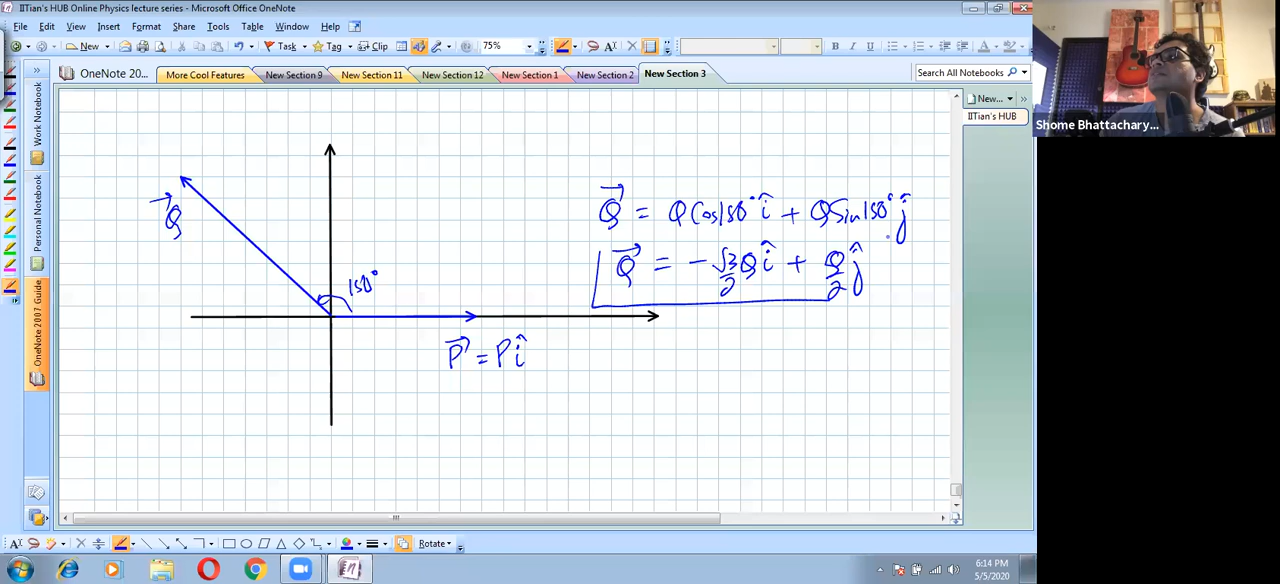 IITian's HUB Online Physics lecture series - Microsoft Office OneNote
File Edit View Insert Format Share Tools Table Window Help
New Task Tag Clip 75% B I U
OneNote 20... More Cool Features New Section 9 New Section 11 New Section 12 New Section 1 New Section 2 New Section 3 Search All Notebooks
New...
IITian's HUB
Shome Bhattachary...
Work Notebook
Personal Notebook
OneNote 2007 Guide
Q⃗ = Q Cos150° î + Q Sin150° ĵ
Q⃗
Q⃗ = - √3/2 Q î + Q/2 ĵ
150°
P⃗ = P î
Rotate
6:14 PM
5/5/2020